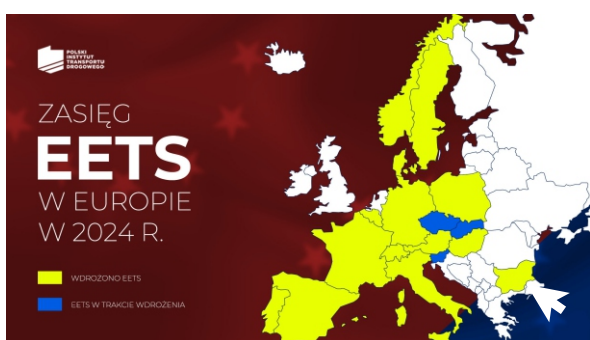 POLSKI
INSTYTUT
TRANSPORTU
DROGOWEGO
ZASIĘG
EETS
W EUROPIE
W 2024 R.
WDROŻONO EETS
EETS W TRAKCIE WDROŻENIA